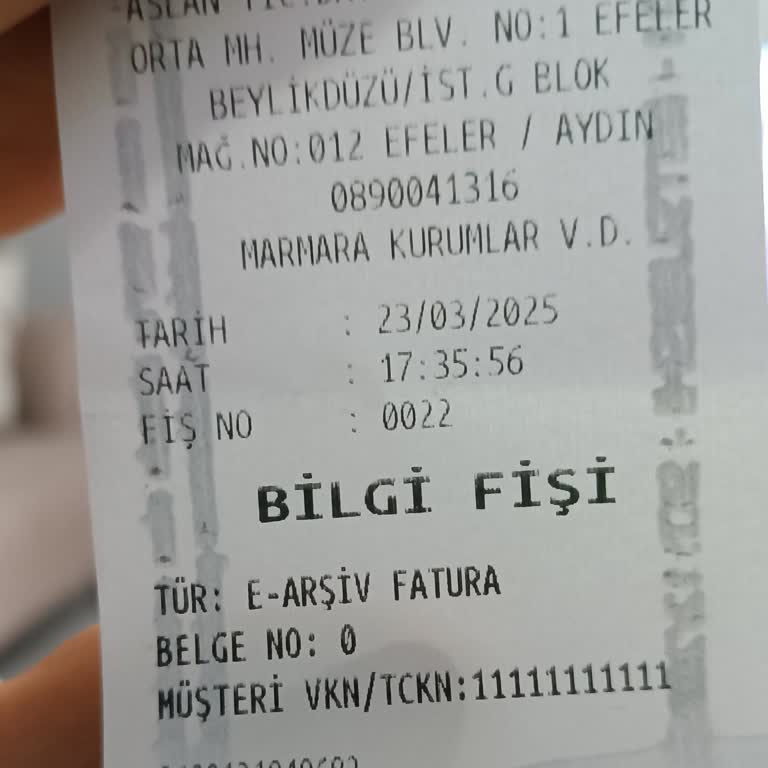 ASLAN
ORTA MH. MÜZE BLV. NO:1 EFELER
BEYLİKDÜZÜ/İST.G BLOK
MAĞ.NO:012 EFELER / AYDIN
0890041316
MARMARA KURUMLAR V.D.
TARİH : 23/03/2025
SAAT : 17:35:56
FİŞ NO : 0022
BİLGİ FİŞİ
TÜR: E-ARŞİV FATURA
BELGE NO: 0
MÜŞTERİ VKN/TCKN:11111111111